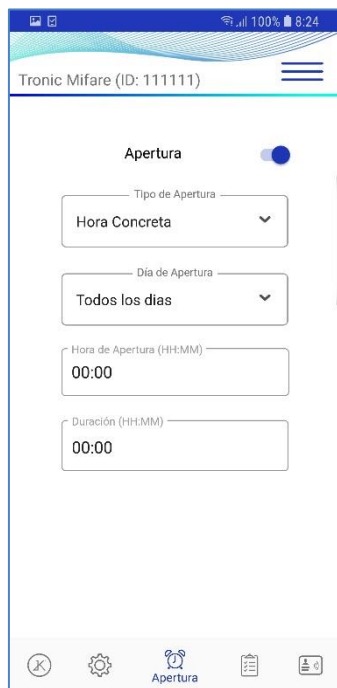 100% 8:24
Tronic Mifare (ID: 111111)
Apertura
Tipo de Apertura
Hora Concreta
Día de Apertura
Todos los dias
Hora de Apertura (HH:MM)
00:00
Duración (HH:MM)
00:00
K
Apertura